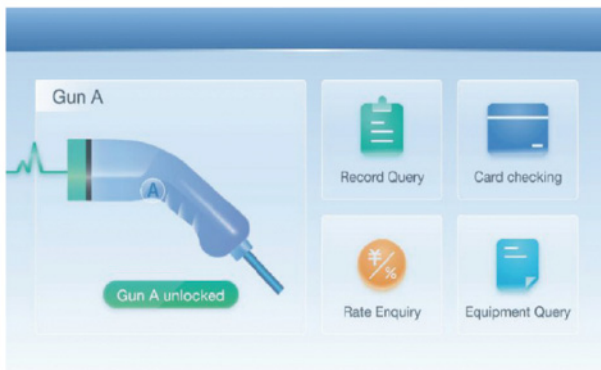 Gun A
A
Gun A unlocked
Record Query
Card checking
¥/%
Rate Enquiry
Equipment Query